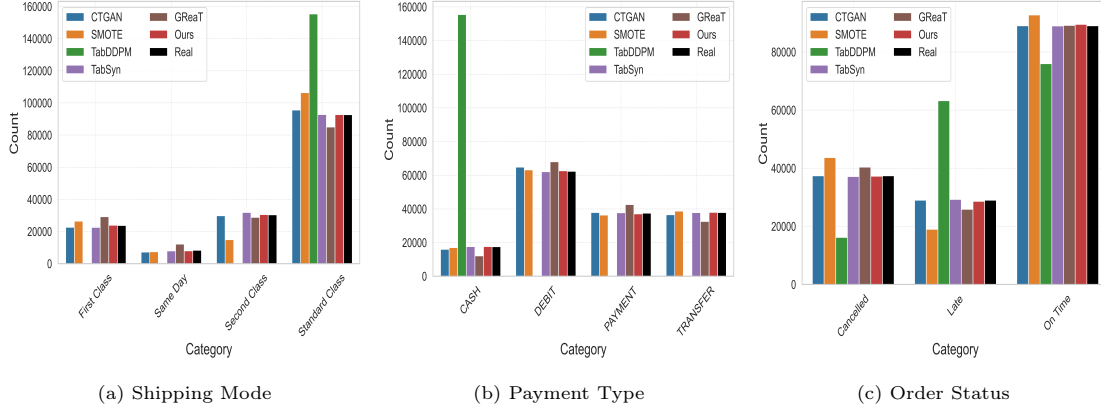 160000
140000
120000
100000
80000
60000
40000
20000
0
Count
CTGAN
SMOTE
TabDDPM
TabSyn
GReaT
Ours
Real
First Class
Same Day
Second Class
Standard Class
Category
(a) Shipping Mode
160000
140000
120000
100000
80000
60000
40000
20000
0
Count
CTGAN
SMOTE
TabDDPM
TabSyn
GReaT
Ours
Real
CASH
DEBIT
PAYMENT
TRANSFER
Category
(b) Payment Type
80000
60000
40000
20000
0
Count
CTGAN
SMOTE
TabDDPM
TabSyn
GReaT
Ours
Real
Cancelled
Late
On Time
Category
(c) Order Status